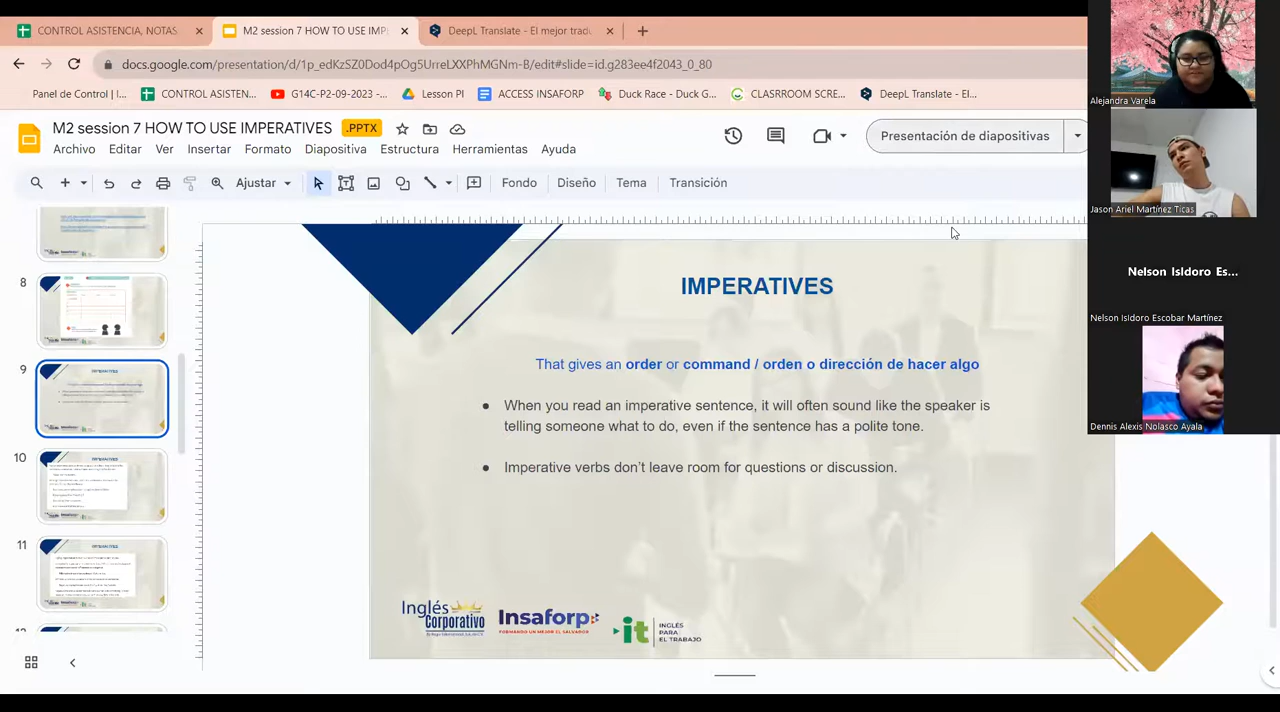 CONTROL ASISTENCIA, NOTAS
M2 session 7 HOW TO USE IMP
DeepL Translate - El mejor tradu
docs.google.com/presentation/d/1p_edKzSZ0Dod4pOg5UrreLXXPhMGNm-B/edit#slide=id.g283ee4f2043_0_80
Panel de Control | I...
CONTROL ASISTEN...
G14C-P2-09-2023 -...
Lesson4
ACCESS INSAFORP
Duck Race - Duck G...
CLASRROOM SCRE...
DeepL Translate - El...
M2 session 7 HOW TO USE IMPERATIVES
.PPTX
Archivo Editar Ver Insertar Formato Diapositiva Estructura Herramientas Ayuda
Presentación de diapositivas
Ajustar
Fondo Diseño Tema Transición
8
9
10
11
IMPERATIVES
That gives an order or command / orden o dirección de hacer algo
● When you read an imperative sentence, it will often sound like the speaker is
telling someone what to do, even if the sentence has a polite tone.
● Imperative verbs don't leave room for questions or discussion.
Inglés
Corporativo
Insaforp
FORMANDO UN MEJOR EL SALVADOR
it
INGLÉS
PARA
EL TRABAJO
Alejandra Varela
Jason Ariel Martínez Ticas
Nelson Isidoro Es...
Nelson Isidoro Escobar Martínez
Dennis Alexis Nolasco Ayala